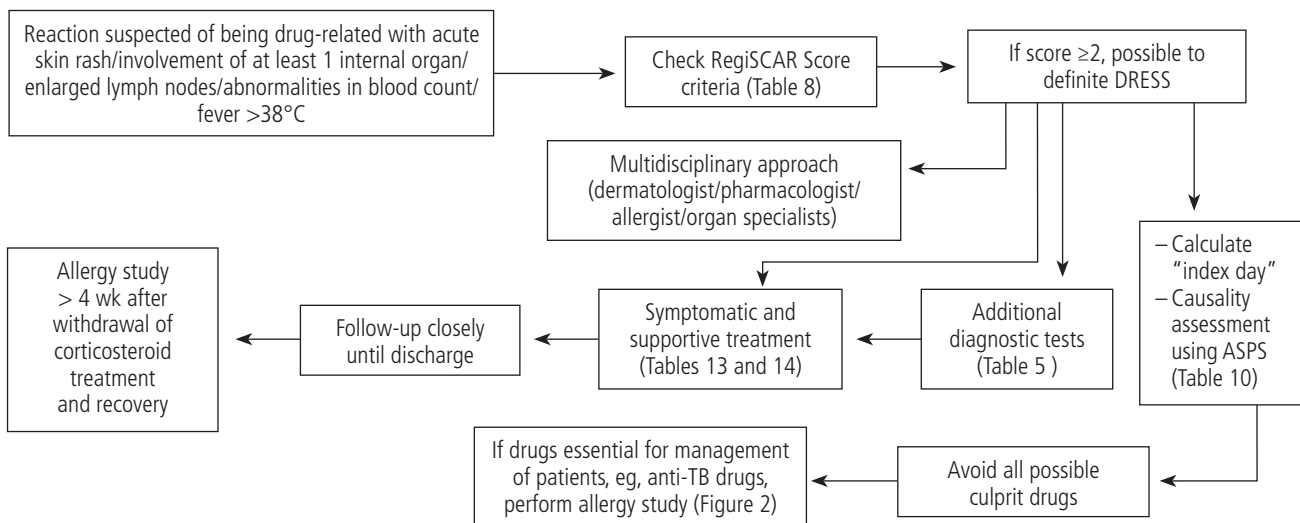 Reaction suspected of being drug-related with acute
skin rash/involvement of at least 1 internal organ/
enlarged lymph nodes/abnormalities in blood count/
fever >38°C
Check RegiSCAR Score
criteria (Table 8)
If score ≥2, possible to
definite DRESS
Multidisciplinary approach
(dermatologist/pharmacologist/
allergist/organ specialists)
– Calculate
“index day”
– Causality
assessment
using ASPS
(Table 10)
Additional
diagnostic tests
(Table 5 )
Symptomatic and
supportive treatment
(Tables 13 and 14)
Follow-up closely
until discharge
Allergy study
> 4 wk after
withdrawal of
corticosteroid
treatment
and recovery
Avoid all possible
culprit drugs
If drugs essential for management
of patients, eg, anti-TB drugs,
perform allergy study (Figure 2)